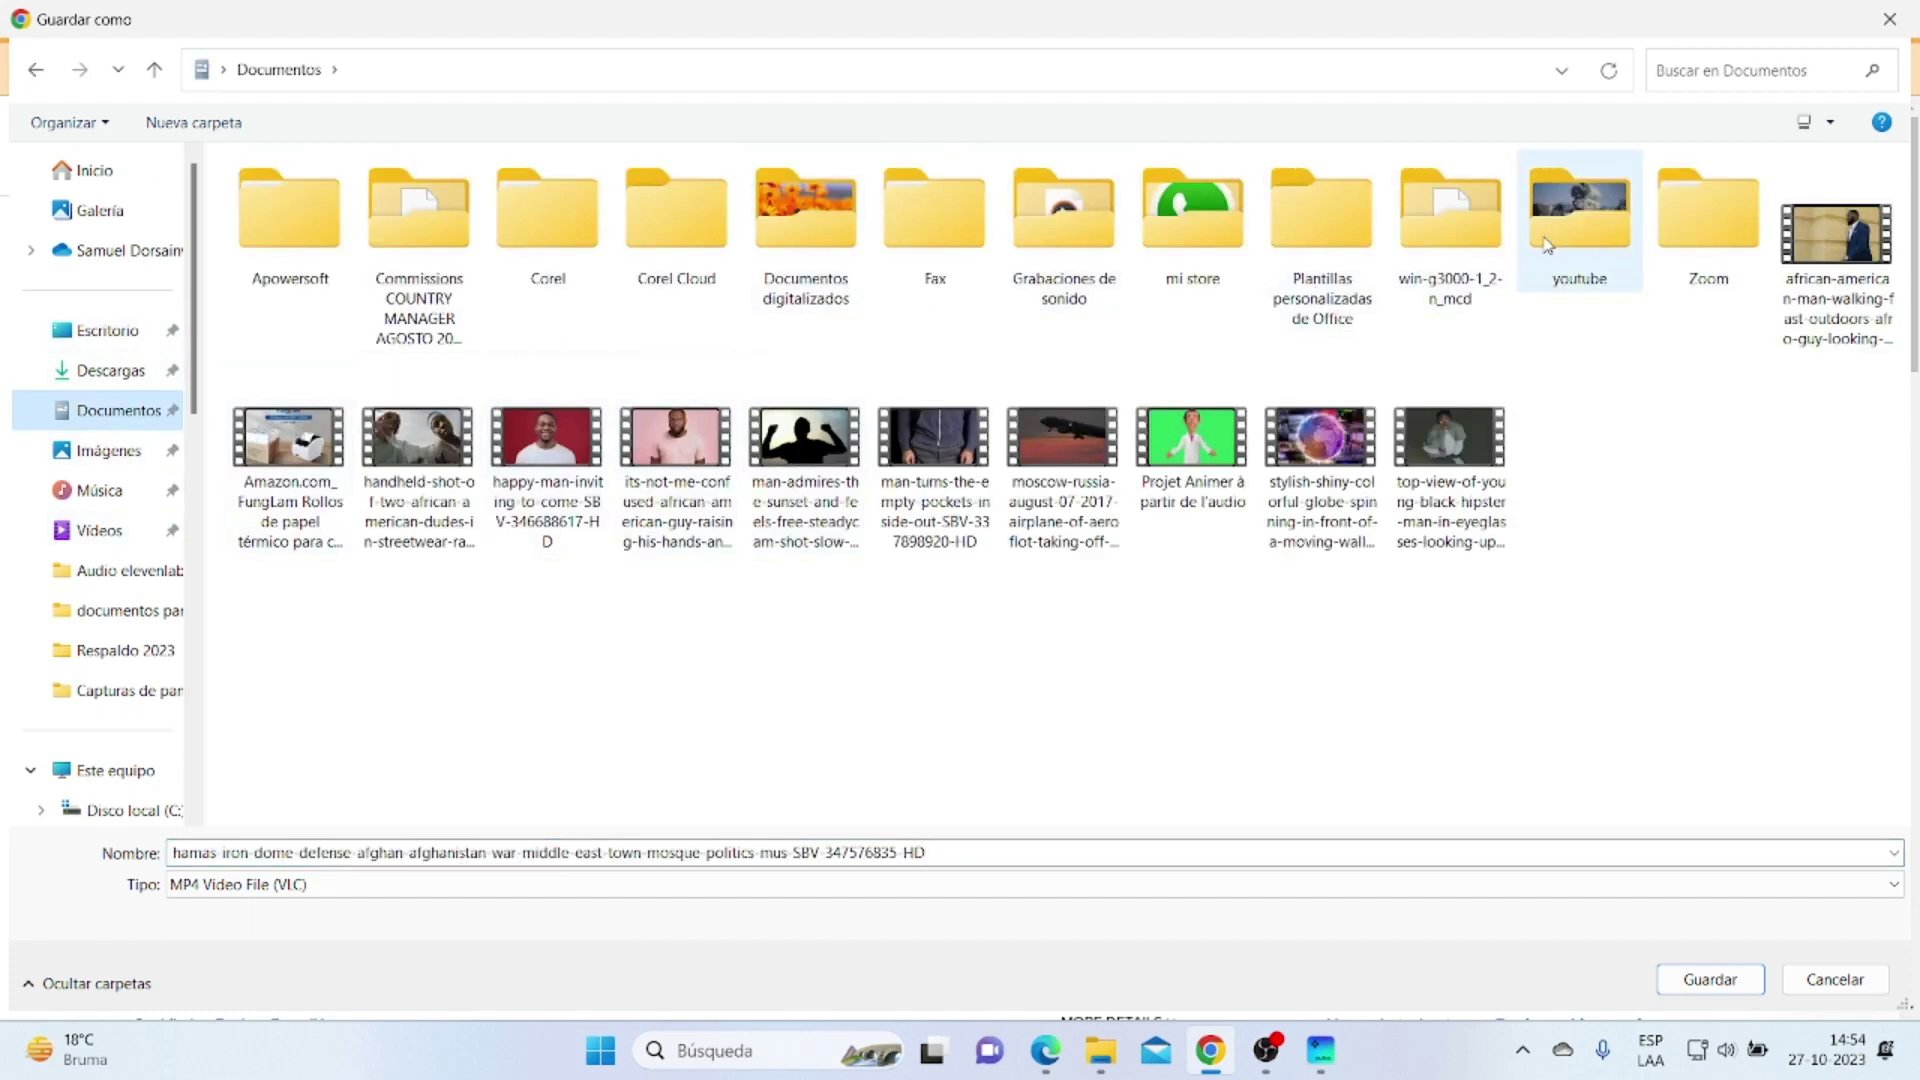 Guardar como
Documentos
Buscar en Documentos
Organizar
Nueva carpeta
Inicio
Galería
Samuel Dorsainv
Escritorio
Descargas
Documentos
Imágenes
Música
Vídeos
Audio elevenlab
documentos par
Respaldo 2023
Capturas de par
Este equipo
Disco local (C:
Apowersoft
Commissions
COUNTRY
MANAGER
AGOSTO 20...
Corel
Corel Cloud
Documentos
digitalizados
Fax
Grabaciones de
sonido
mi store
Plantillas
personalizadas
de Office
win-g3000-1_2-
n_mcd
youtube
Zoom
african-america
n-man-walking-f
ast-outdoors-afr
o-guy-looking-...
Amazon.com_
FungLam Rollos
de papel
térmico para c...
handheld-shot-o
f-two-african-a
merican-dudes-i
n-streetwear-ra...
happy-man-invit
ing-to-come-SB
V-346688617-H
D
its-not-me-conf
used-african-am
erican-guy-raisin
g-his-hands-an...
man-admires-th
e-sunset-and-fe
els-free-steadyc
am-shot-slow-...
man-turns-the-e
mpty-pockets-in
side-out-SBV-33
7898920-HD
moscow-russia-
august-07-2017-
airplane-of-aero
flot-taking-off-...
Projet Animer à
partir de l'audio
stylish-shiny-col
orful-globe-spin
ning-in-front-of-
a-moving-wall...
top-view-of-you
ng-black-hipster
-man-in-eyeglas
ses-looking-up...
Nombre: hamas-iron-dome-defense-afghan-afghanistan-war-middle-east-town-mosque-politics-mus-SBV-347576835-HD
Tipo: MP4 Video File (VLC)
Ocultar carpetas
Guardar
Cancelar
18°C
Bruma
Búsqueda
ESP
LAA
14:54
27-10-2023